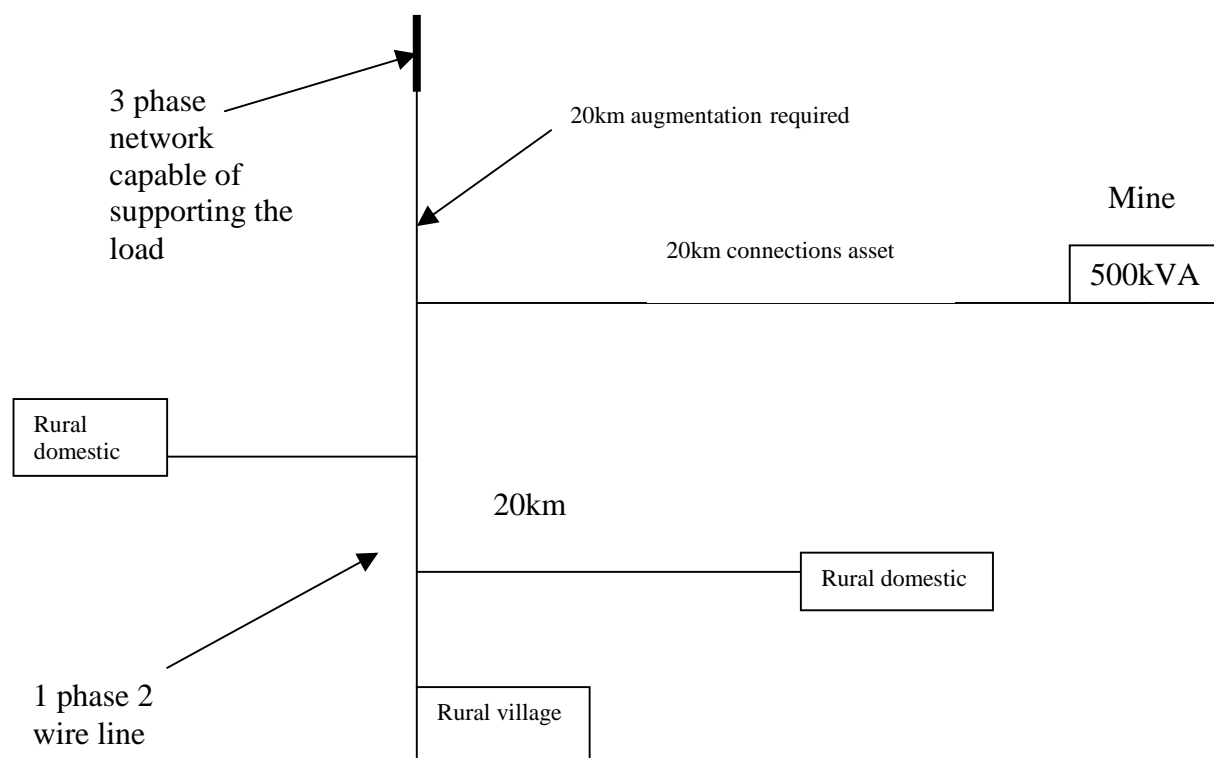 3 phase
network
capable of
supporting the
load
20km augmentation required
Mine
20km connections asset
500kVA
Rural
domestic
20km
Rural domestic
1 phase 2
wire line
Rural village